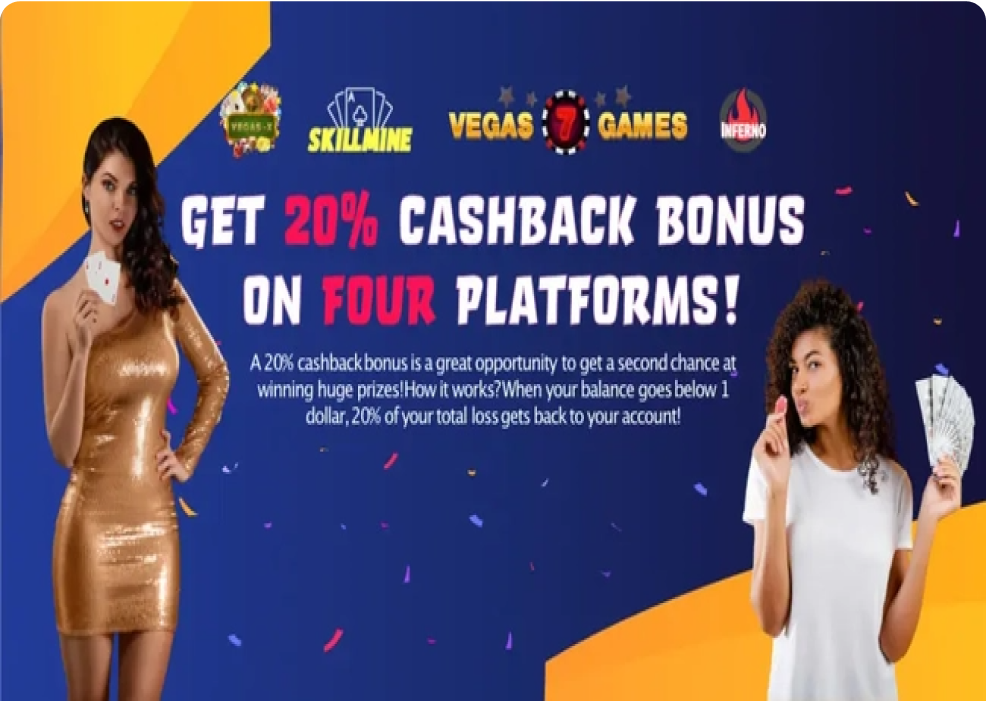 VEGAS-X
SKILLMINE
VEGAS 7 GAMES
INFERNO
GET 20% CASHBACK BONUS
ON FOUR PLATFORMS!
A 20% cashback bonus is a great opportunity to get a second chance at
winning huge prizes!How it works?When your balance goes below 1
dollar, 20% of your total loss gets back to your account!